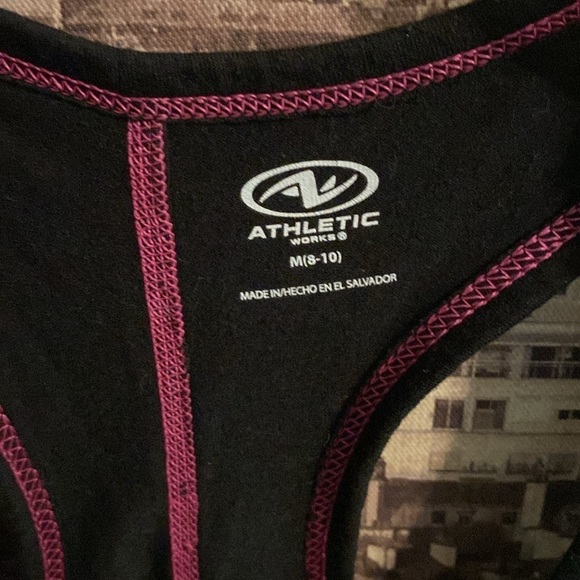 ATHLETIC
WORKS®
M(8-10)
MADE IN/HECHO EN EL SALVADOR